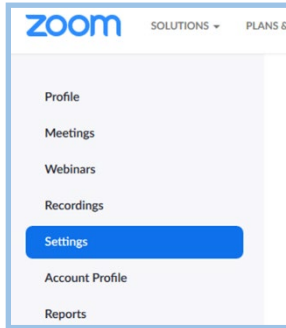 zoom SOLUTIONS PLANS &
Profile
Meetings
Webinars
Recordings
Settings
Account Profile
Reports